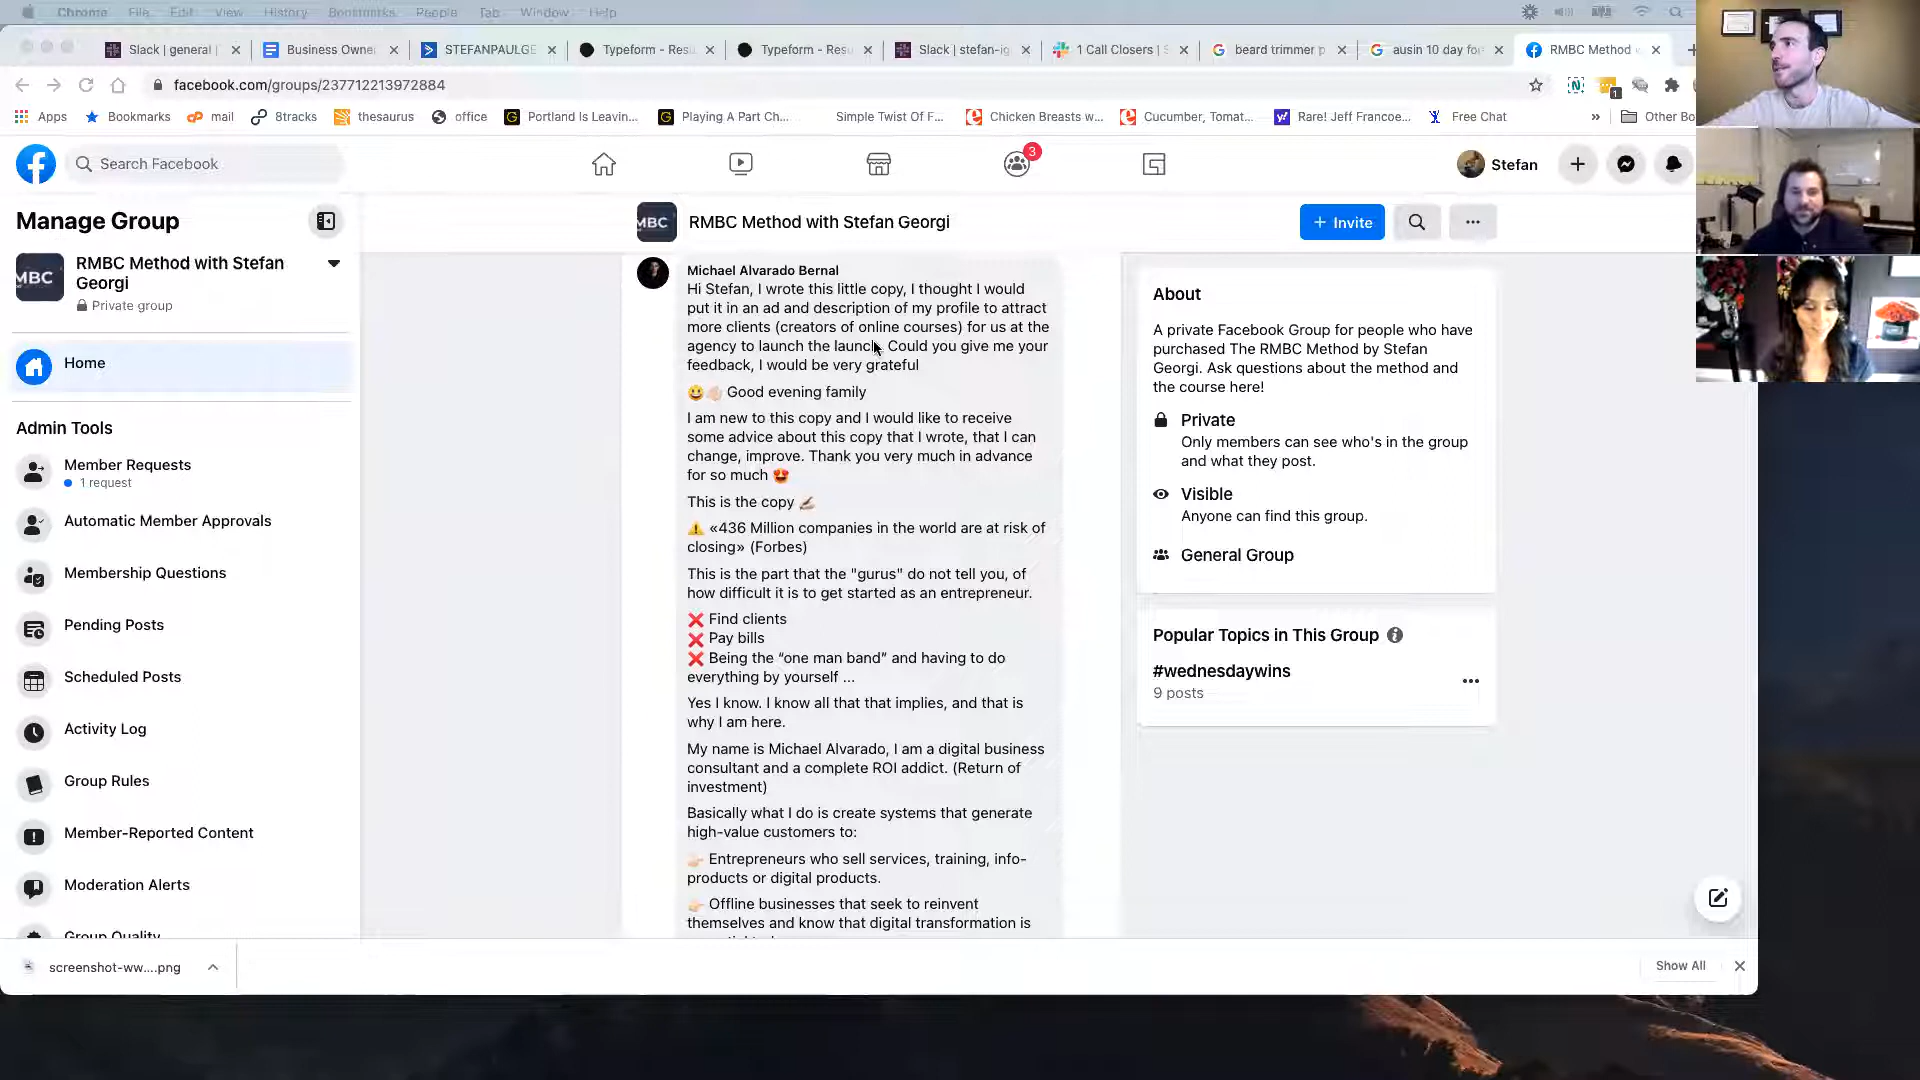 Chrome File Edit View History Bookmarks People Tab Window Help
Slack | general |
Business Owne
STEFANPAULGE
Typeform - Resu
Typeform - Resu
Slack | stefan-ig
1 Call Closers | S
beard trimmer p
ausin 10 day for
RMBC Method
facebook.com/groups/237712213972884
Apps Bookmarks mail 8tracks thesaurus office Portland Is Leavin... Playing A Part Ch... Simple Twist Of F... Chicken Breasts w... Cucumber, Tomat... Rare! Jeff Francoe... Free Chat » Other Bo
Search Facebook
3
Stefan
Manage Group
RMBC Method with Stefan
Georgi
Private group
Home
Admin Tools
Member Requests
1 request
Automatic Member Approvals
Membership Questions
Pending Posts
Scheduled Posts
Activity Log
Group Rules
Member-Reported Content
Moderation Alerts
Group Quality
MBC
RMBC Method with Stefan Georgi
+ Invite
Michael Alvarado Bernal
Hi Stefan, I wrote this little copy, I thought I would
put it in an ad and description of my profile to attract
more clients (creators of online courses) for us at the
agency to launch the launch. Could you give me your
feedback, I would be very grateful
😀👋🏻 Good evening family
I am new to this copy and I would like to receive
some advice about this copy that I wrote, that I can
change, improve. Thank you very much in advance
for so much 😍
This is the copy ✍🏻
⚠️ «436 Million companies in the world are at risk of
closing» (Forbes)
This is the part that the "gurus" do not tell you, of
how difficult it is to get started as an entrepreneur.
❌ Find clients
❌ Pay bills
❌ Being the “one man band” and having to do
everything by yourself ...
Yes I know. I know all that that implies, and that is
why I am here.
My name is Michael Alvarado, I am a digital business
consultant and a complete ROI addict. (Return of
investment)
Basically what I do is create systems that generate
high-value customers to:
👉🏻 Entrepreneurs who sell services, training, info-
products or digital products.
👉🏻 Offline businesses that seek to reinvent
themselves and know that digital transformation is
About
A private Facebook Group for people who have
purchased The RMBC Method by Stefan
Georgi. Ask questions about the method and
the course here!
Private
Only members can see who's in the group
and what they post.
Visible
Anyone can find this group.
General Group
Popular Topics in This Group
#wednesdaywins
9 posts
screenshot-ww....png
Show All